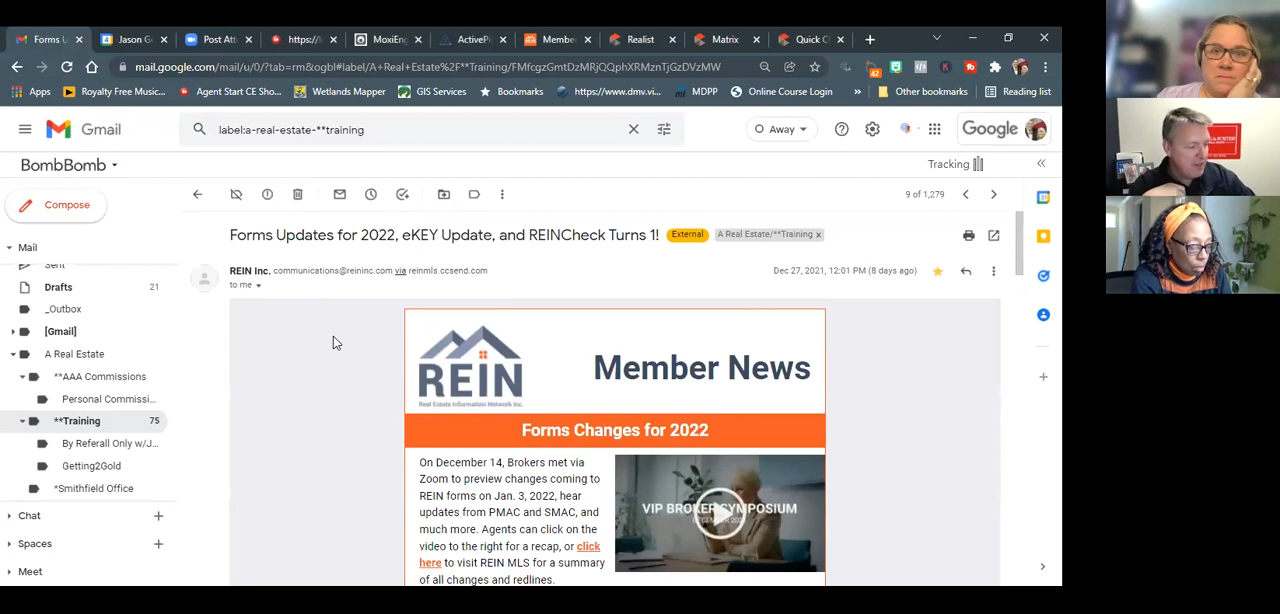 Forms U
Jason G
Post Att
https://
MoxiEng
ActiveP
Membe
Realist
Matrix
Quick C
mail.google.com/mail/u/0/?tab=rm&ogbl#label/A+Real+Estate%2F**Training/FMfcgzGmtDzMRjQQphXRMznTjGzDVzMW
42
Apps
Royalty Free Music...
Agent Start CE Sho...
Wetlands Mapper
GIS Services
Bookmarks
https://www.dmv.vi...
MDPP
Online Course Login
»
Other bookmarks
Reading list
Gmail
label:a-real-estate-**training
Away
Google
BombBomb
Tracking
Compose
9 of 1,279
Mail
Forms Updates for 2022, eKEY Update, and REINCheck Turns 1!
External
A Real Estate/**Training x
Sent
REIN Inc. communications@reininc.com via reinmls.ccsend.com
Dec 27, 2021, 12:01 PM (8 days ago)
to me
Drafts 21
_Outbox
[Gmail]
A Real Estate
**AAA Commissions
Personal Commissi...
**Training 75
By Referall Only w/J...
Getting2Gold
*Smithfield Office
Chat
Spaces
Meet
REIN
Real Estate Information Network Inc.
Member News
Forms Changes for 2022
On December 14, Brokers met via
Zoom to preview changes coming to
REIN forms on Jan. 3, 2022, hear
updates from PMAC and SMAC, and
much more. Agents can click on the
video to the right for a recap, or click
here to visit REIN MLS for a summary
of all changes and redlines.
VIP BROKER SYMPOSIUM